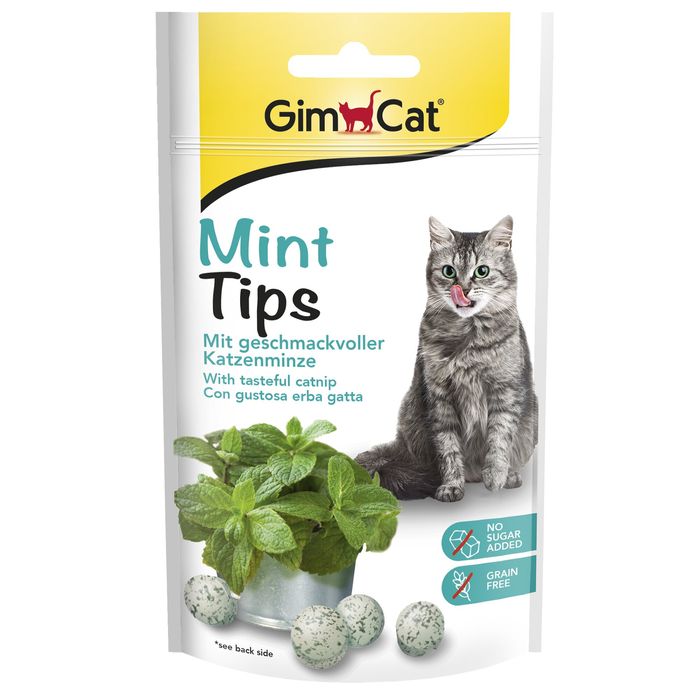 GimCat®
Mint
Tips
Mit geschmackvoller
Katzenminze
With tasteful catnip
Con gustosa erba gatta
NO
SUGAR
ADDED
GRAIN
FREE
*see back side